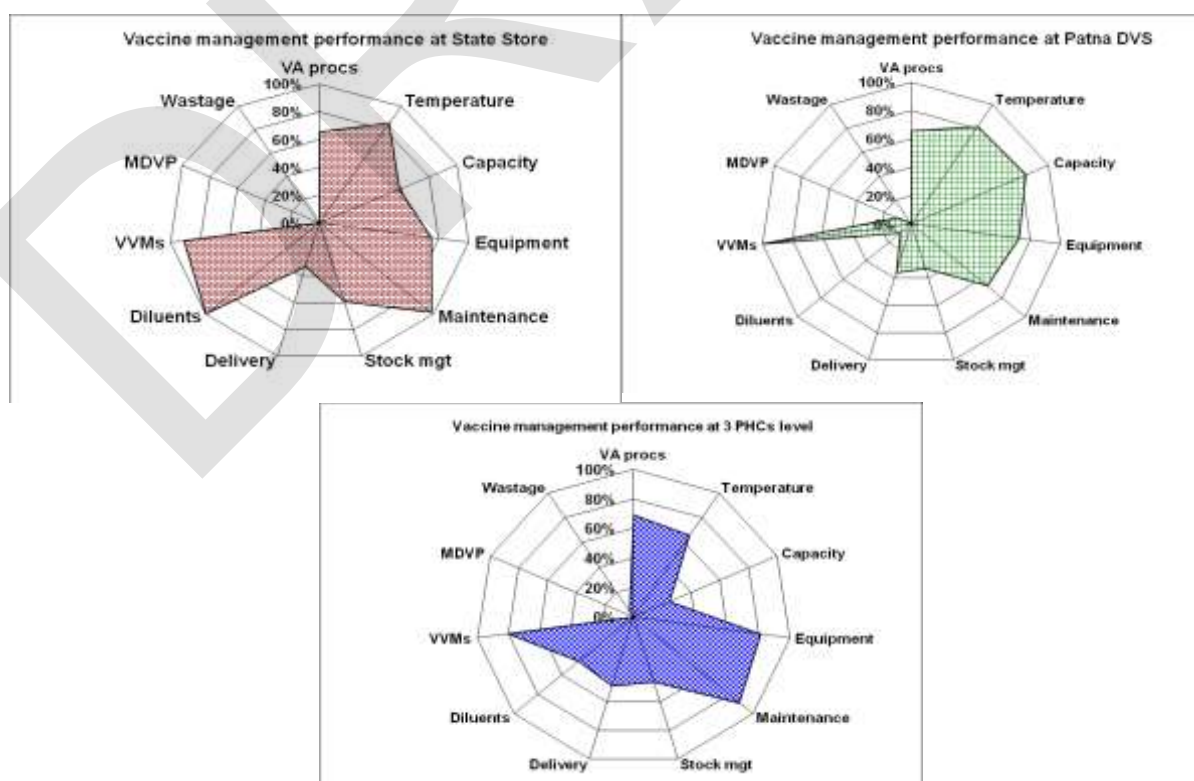 Vaccine management performance at State Store
VA procs
100%
Wastage
Temperature
80%
60%
MDVP
Capacity
40%
20%
0%
VVMs
Equipment
Diluents
Maintenance
Delivery
Stock mgt
Vaccine management performance at Patna DVS
VA procs
100%
Wastage
Temperature
80%
60%
MDVP
Capacity
40%
20%
0%
VVMs
Equipment
Diluents
Maintenance
Delivery
Stock mgt
Vaccine management performance at 3 PHCs level
VA procs
100%
Wastage
Temperature
80%
60%
MDVP
Capacity
40%
20%
0%
VVMs
Equipment
Diluents
Maintenance
Delivery
Stock mgt